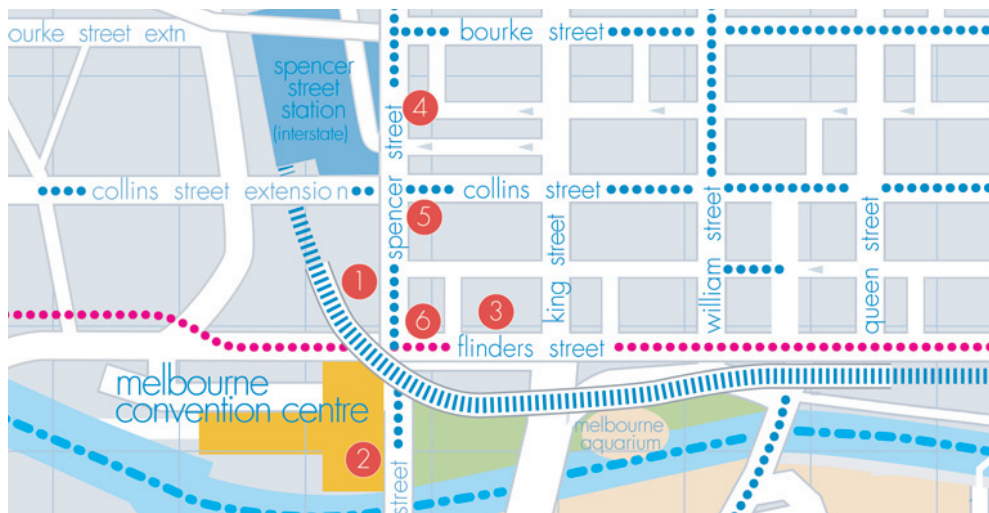 ourke street extn
bourke street
spencer
street
station
(interstate)
4
spencer street
collins street extension
collins street
5
king street
william street
queen street
1
6
3
flinders street
melbourne
convention centre
melbourne
aquarium
2
street